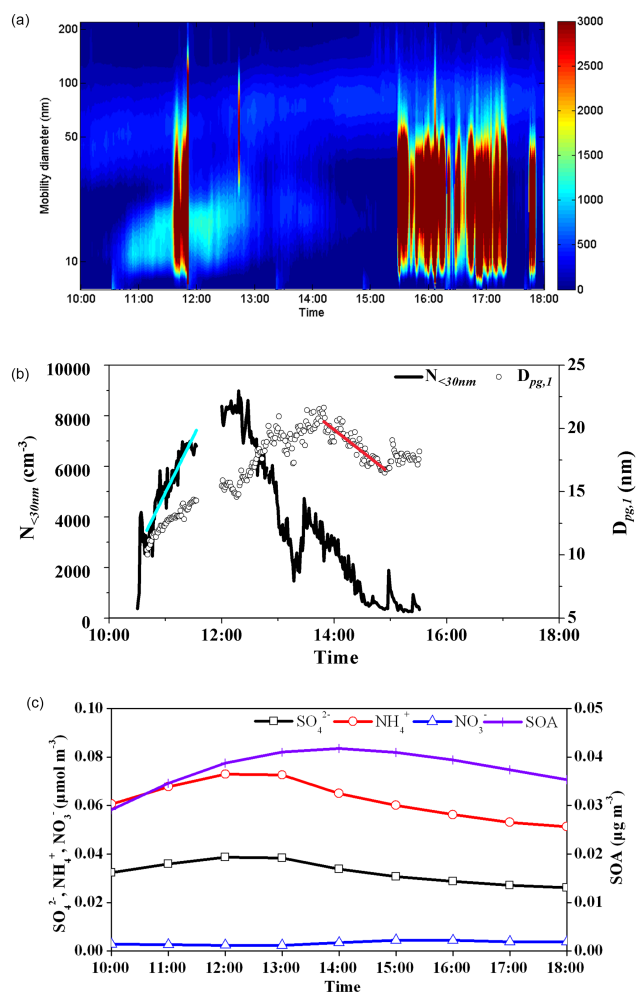 (a)
200
100
50
10
Mobility diameter (nm)
10:00 11:00 12:00 13:00 14:00 15:00 16:00 17:00 18:00
Time
3000
2500
2000
1500
1000
500
0
(b)
10000
8000
6000
4000
2000
0
N<30nm (cm-3)
N<30nm Dpg,1
25
20
15
10
5
Dpg,1 (nm)
10:00 12:00 14:00 16:00 18:00
Time
(c)
0.10
0.08
0.06
0.04
0.02
0.00
SO4 2-, NH4 +, NO3 - (μmol m-3)
SO4 2- NH4 + NO3 - SOA
0.05
0.04
0.03
0.02
0.01
0.00
SOA (μg m-3)
10:00 11:00 12:00 13:00 14:00 15:00 16:00 17:00 18:00
Time